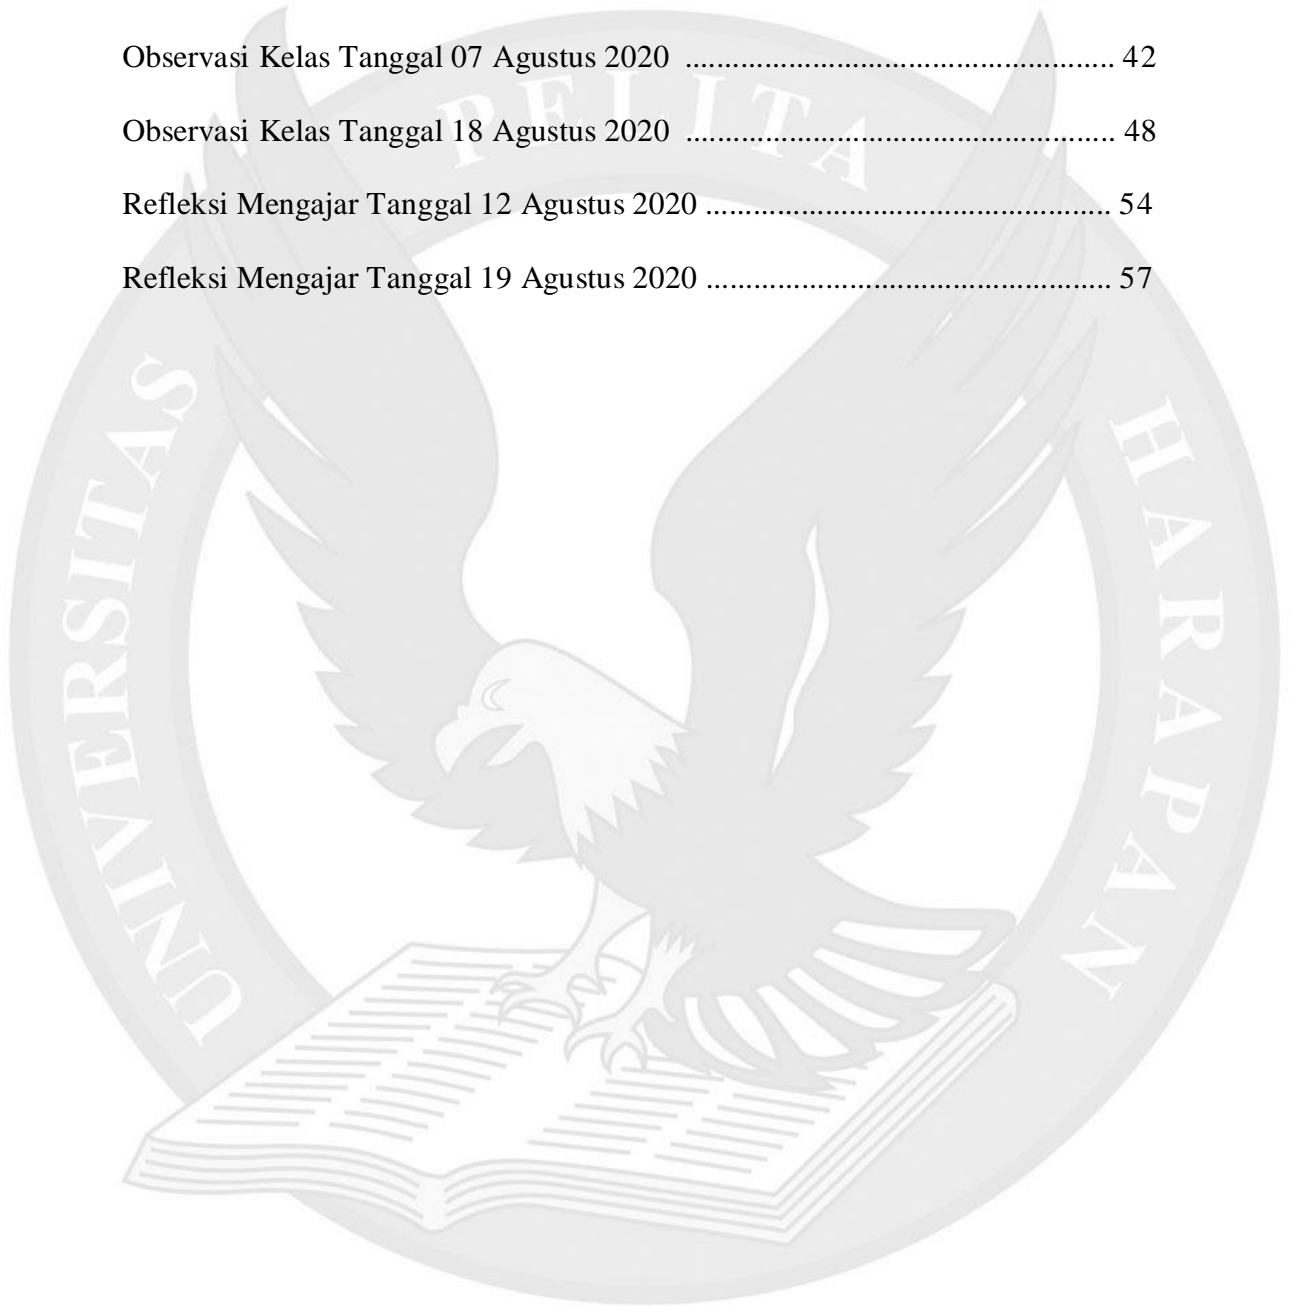 Observasi Kelas Tanggal 07 Agustus 2020 ................................................... 42
Observasi Kelas Tanggal 18 Agustus 2020 ................................................... 48
Refleksi Mengajar Tanggal 12 Agustus 2020 ................................................ 54
Refleksi Mengajar Tanggal 19 Agustus 2020 ................................................ 57
UNIVERSITAS PELITA HARAPAN